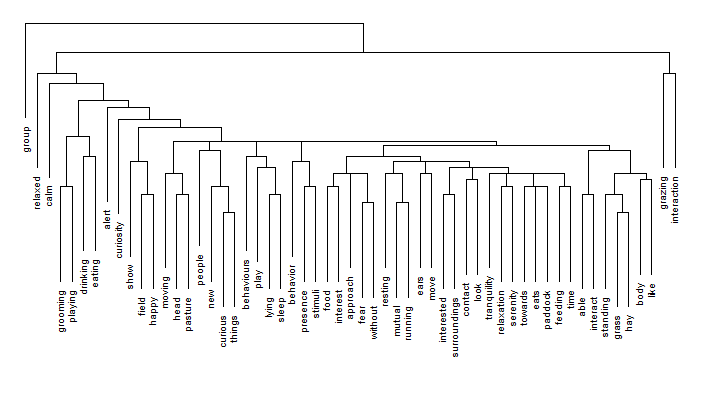 group
relaxed
calm
grooming
playing
drinking
eating
alert
curiosity
show
field
happy
moving
head
pasture
people
new
curious
things
behaviours
play
lying
sleep
behavior
presence
stimuli
food
interest
approach
fear
without
resting
mutual
running
ears
move
interested
surroundings
contact
look
tranquility
relaxation
serenity
towards
eats
paddock
feeding
time
able
interact
standing
grass
hay
body
like
grazing
interaction